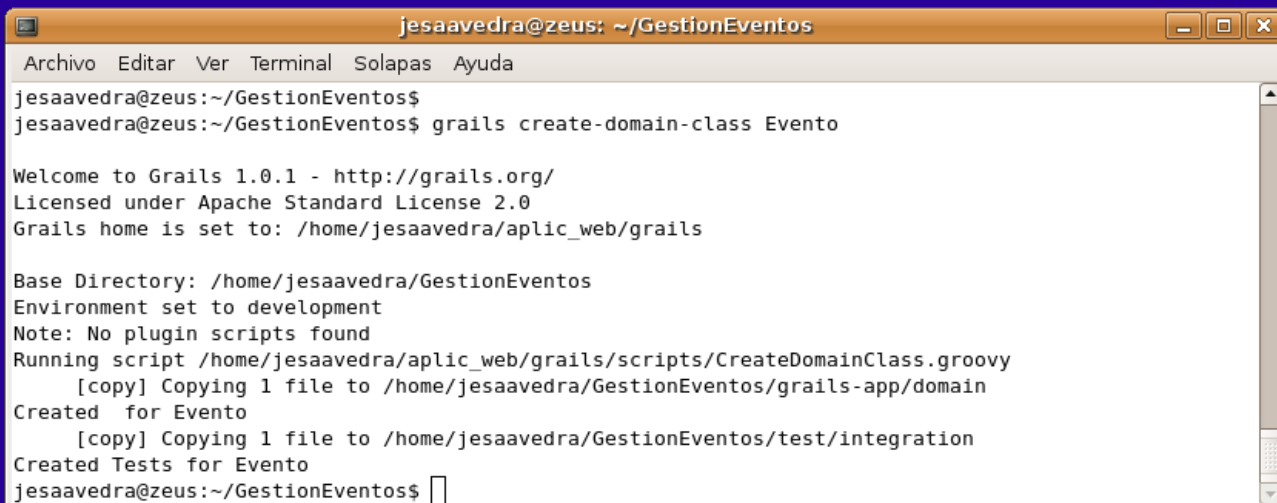 jesaavedra@zeus: ~/GestionEventos
Archivo Editar Ver Terminal Solapas Ayuda
jesaavedra@zeus:~/GestionEventos$
jesaavedra@zeus:~/GestionEventos$ grails create-domain-class Evento
Welcome to Grails 1.0.1 - http://grails.org/
Licensed under Apache Standard License 2.0
Grails home is set to: /home/jesaavedra/aplic_web/grails
Base Directory: /home/jesaavedra/GestionEventos
Environment set to development
Note: No plugin scripts found
Running script /home/jesaavedra/aplic_web/grails/scripts/CreateDomainClass.groovy
[copy] Copying 1 file to /home/jesaavedra/GestionEventos/grails-app/domain
Created  for Evento
[copy] Copying 1 file to /home/jesaavedra/GestionEventos/test/integration
Created Tests for Evento
jesaavedra@zeus:~/GestionEventos$